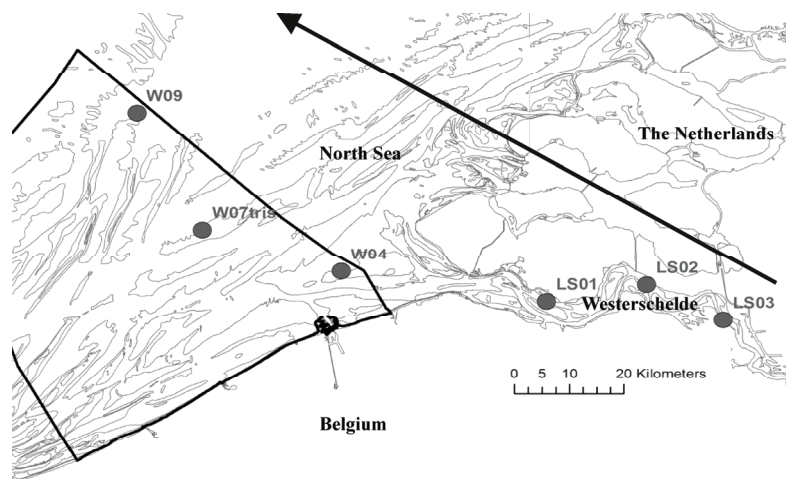 W09
The Netherlands
North Sea
W07tris
W04
LS02
LS01
Westerschelde
LS03
0 5 10 20 Kilometers
Belgium